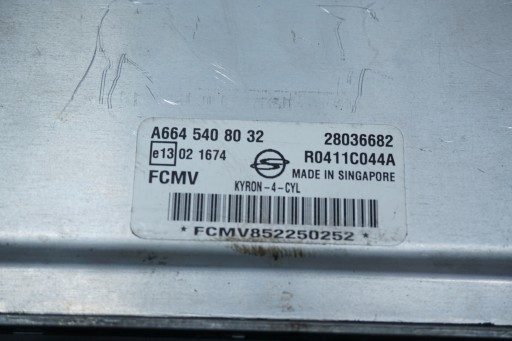 A664 540 80 32 28036682
e13 02 1674 R0411C044A
FCMV MADE IN SINGAPORE
KYRON-4-CYL
* FCMV852250252 *